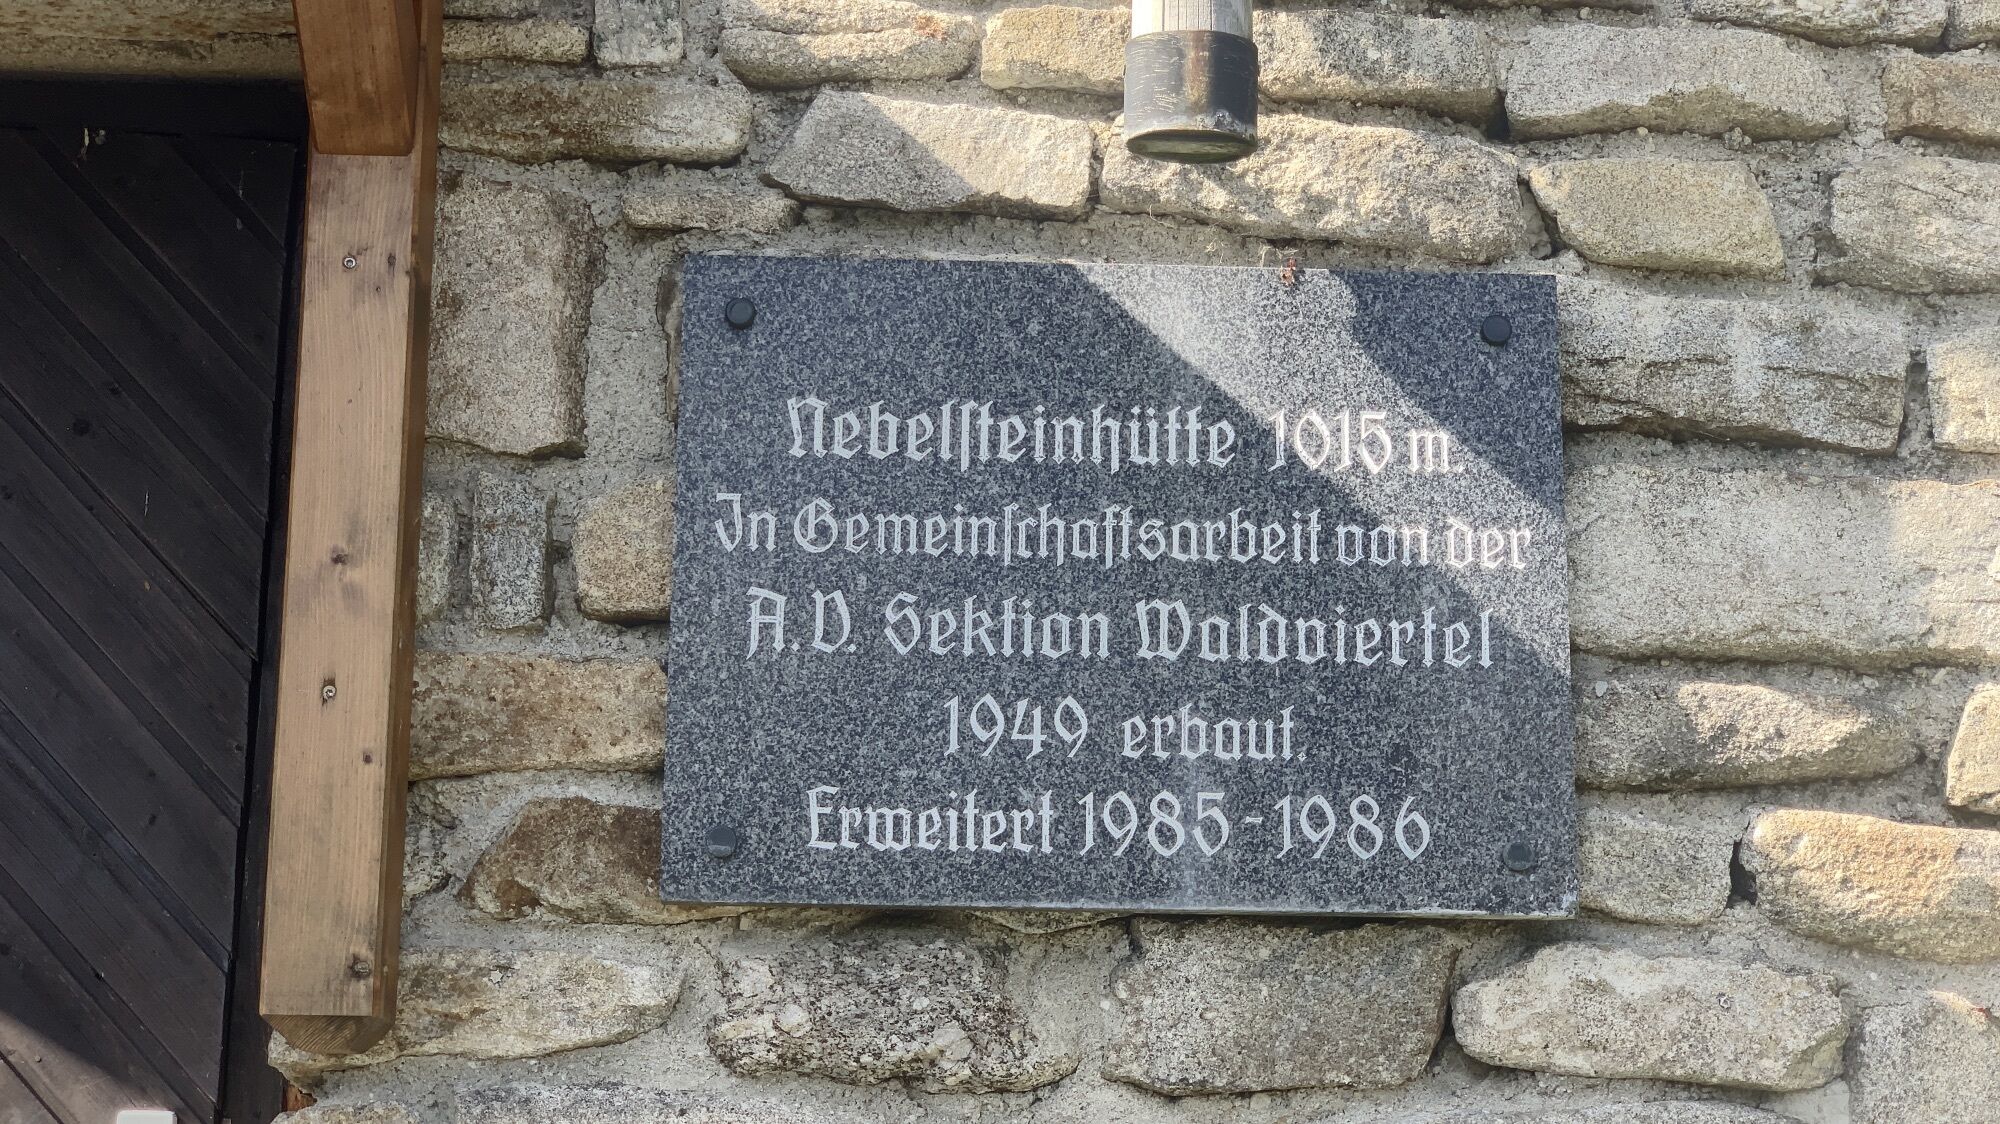 Nebelsteinhütte 1015 m.
In Gemeinschaftsarbeit von der
A.V. Sektion Waldviertel
1949 erbaut.
Erweitert 1985-1986